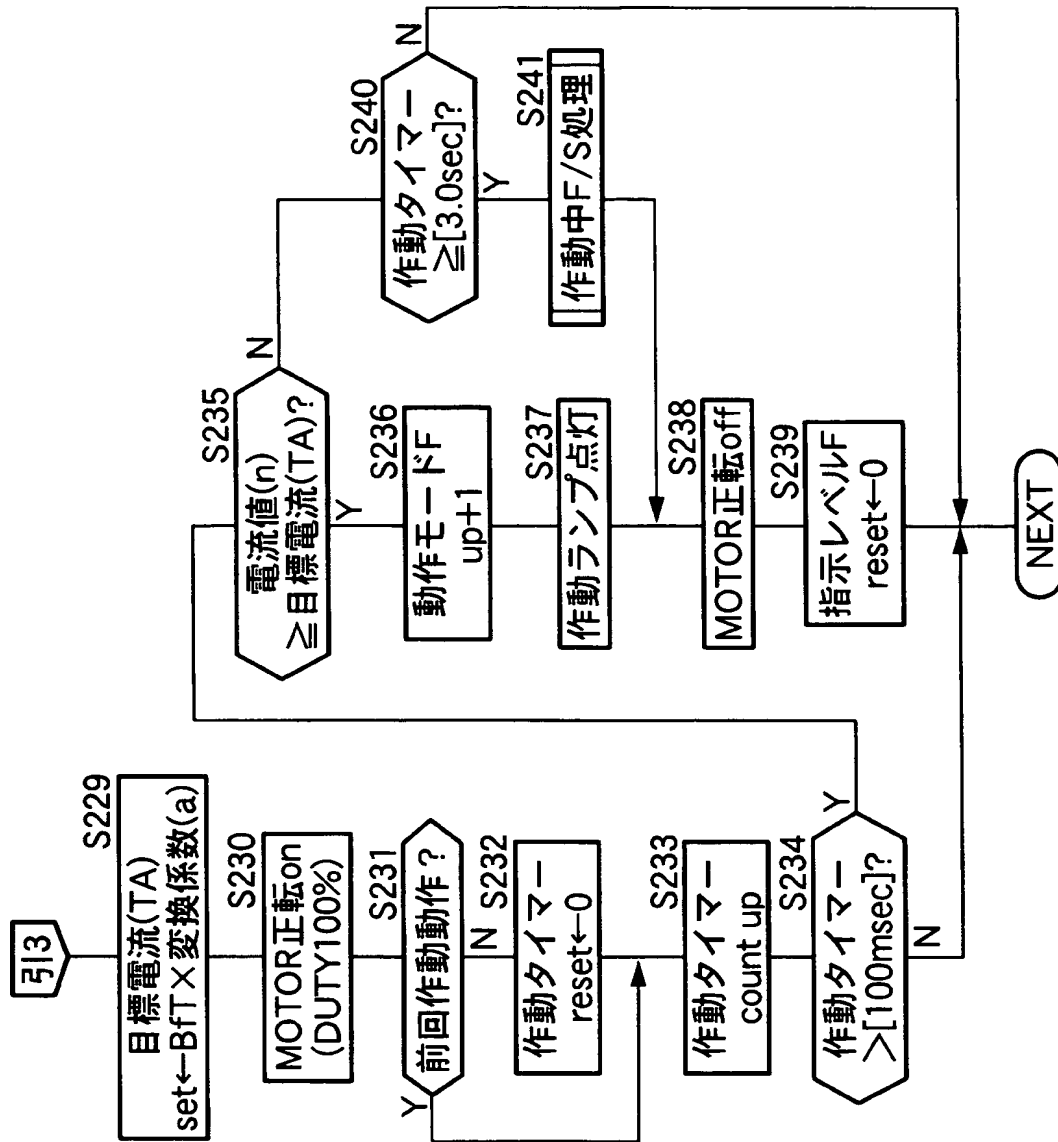 引3
S229
目標電流(TA)
set←BfT×変換係数(a)
S230
MOTOR正転on
(DUTY100%)
S231
前回作動動作?
Y
N
S232
作動タイマー
reset←0
S233
作動タイマー
count up
S234
作動タイマー
>[100msec]?
Y
N
S235
電流値(n)
≧目標電流(TA)?
N
Y
S236
動作モードF
up+1
S237
作動ランプ点灯
S238
MOTOR正転off
S239
指示レベルF
reset←0
S240
作動タイマー
≧[3.0sec]?
N
Y
S241
作動中F/S処理
NEXT